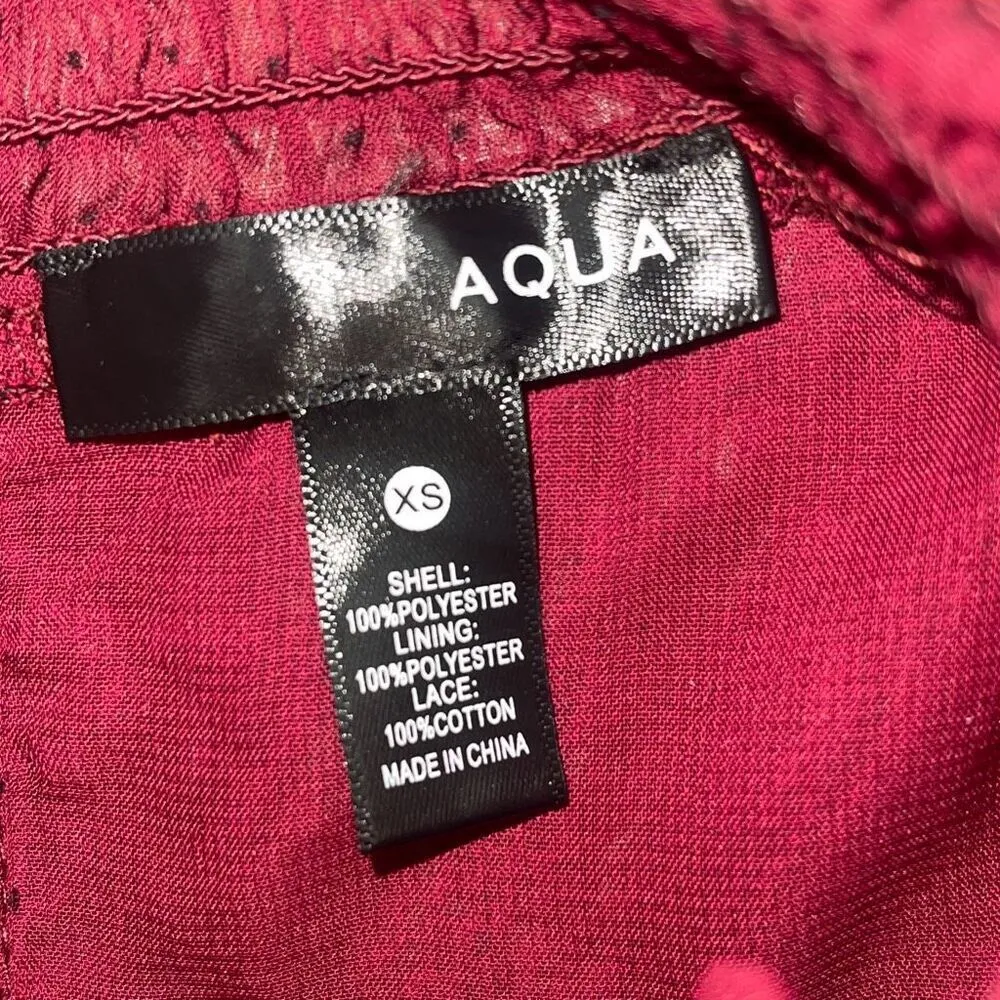 AQUA
XS
SHELL:
100%POLYESTER
LINING:
100%POLYESTER
LACE:
100%COTTON
MADE IN CHINA